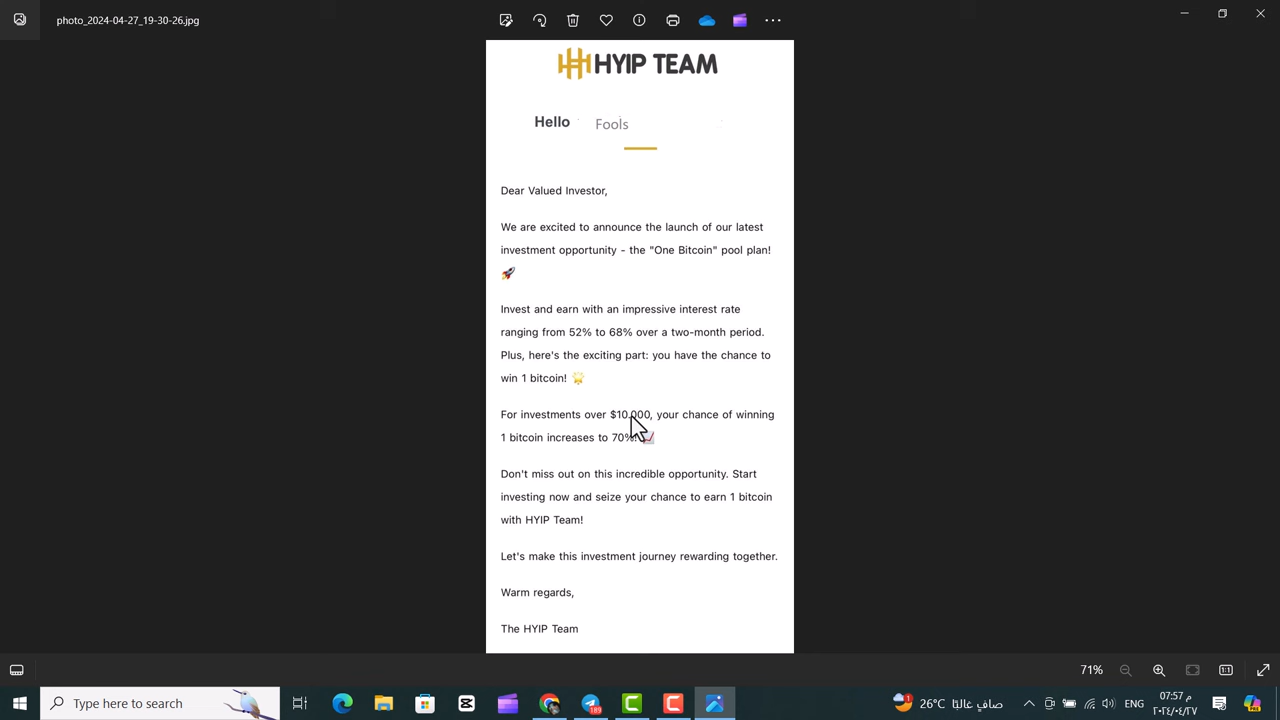 photo_2024-04-27_19-30-26.jpg
HYIP TEAM
Hello Fools
Dear Valued Investor,
We are excited to announce the launch of our latest
investment opportunity - the "One Bitcoin" pool plan!
🚀
Invest and earn with an impressive interest rate
ranging from 52% to 68% over a two-month period.
Plus, here's the exciting part: you have the chance to
win 1 bitcoin! 🌟
For investments over $10.000, your chance of winning
1 bitcoin increases to 70%!
Don't miss out on this incredible opportunity. Start
investing now and seize your chance to earn 1 bitcoin
with HYIP Team!
Let's make this investment journey rewarding together.
Warm regards,
The HYIP Team
71%
Type here to search
189
1
26°C صافٍ غالبًا
ENG
07:57 م
٢٠٢٤/٠٤/٢٧
PRE